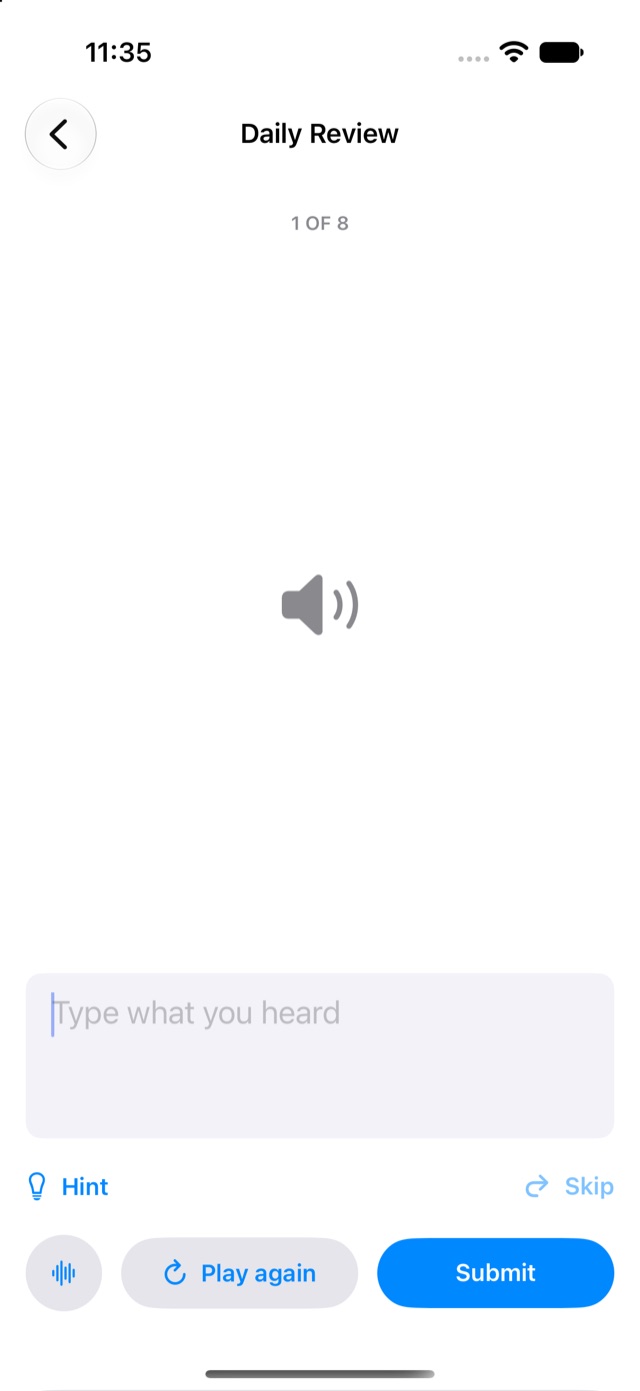 11:35
Daily Review
1 OF 8
Type what you heard
Hint
Skip
Play again
Submit